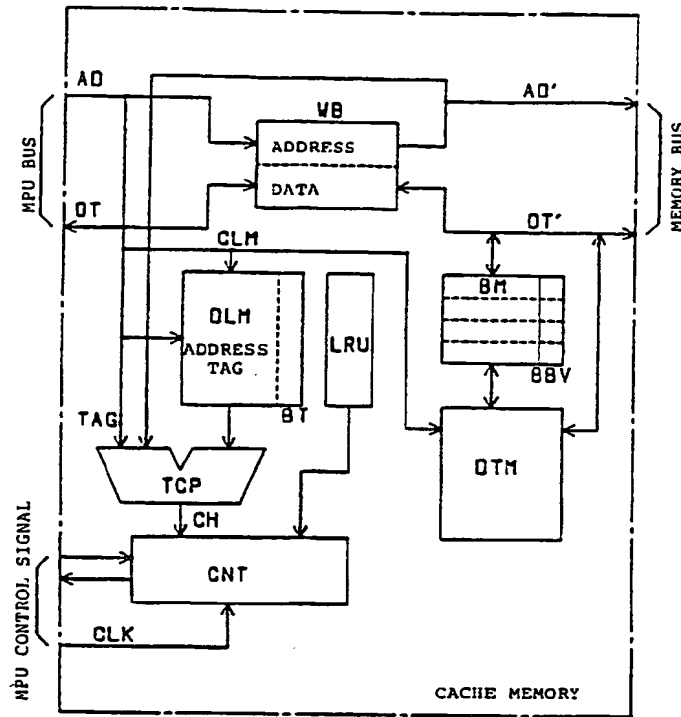 AD
AD'
WB
ADDRESS
DATA
MPU BUS
MEMORY BUS
DT
DT'
CLM
DLM
ADDRESS
TAG
LRU
BM
BBV
BT
TAG
TCP
DTM
CH
CNT
MPU CONTROL SIGNAL
CLK
CACHE MEMORY